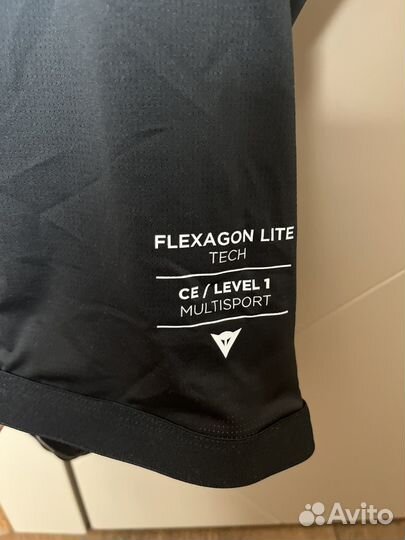 FLEXAGON LITE
TECH
CE / LEVEL 1
MULTISPORT
Avito